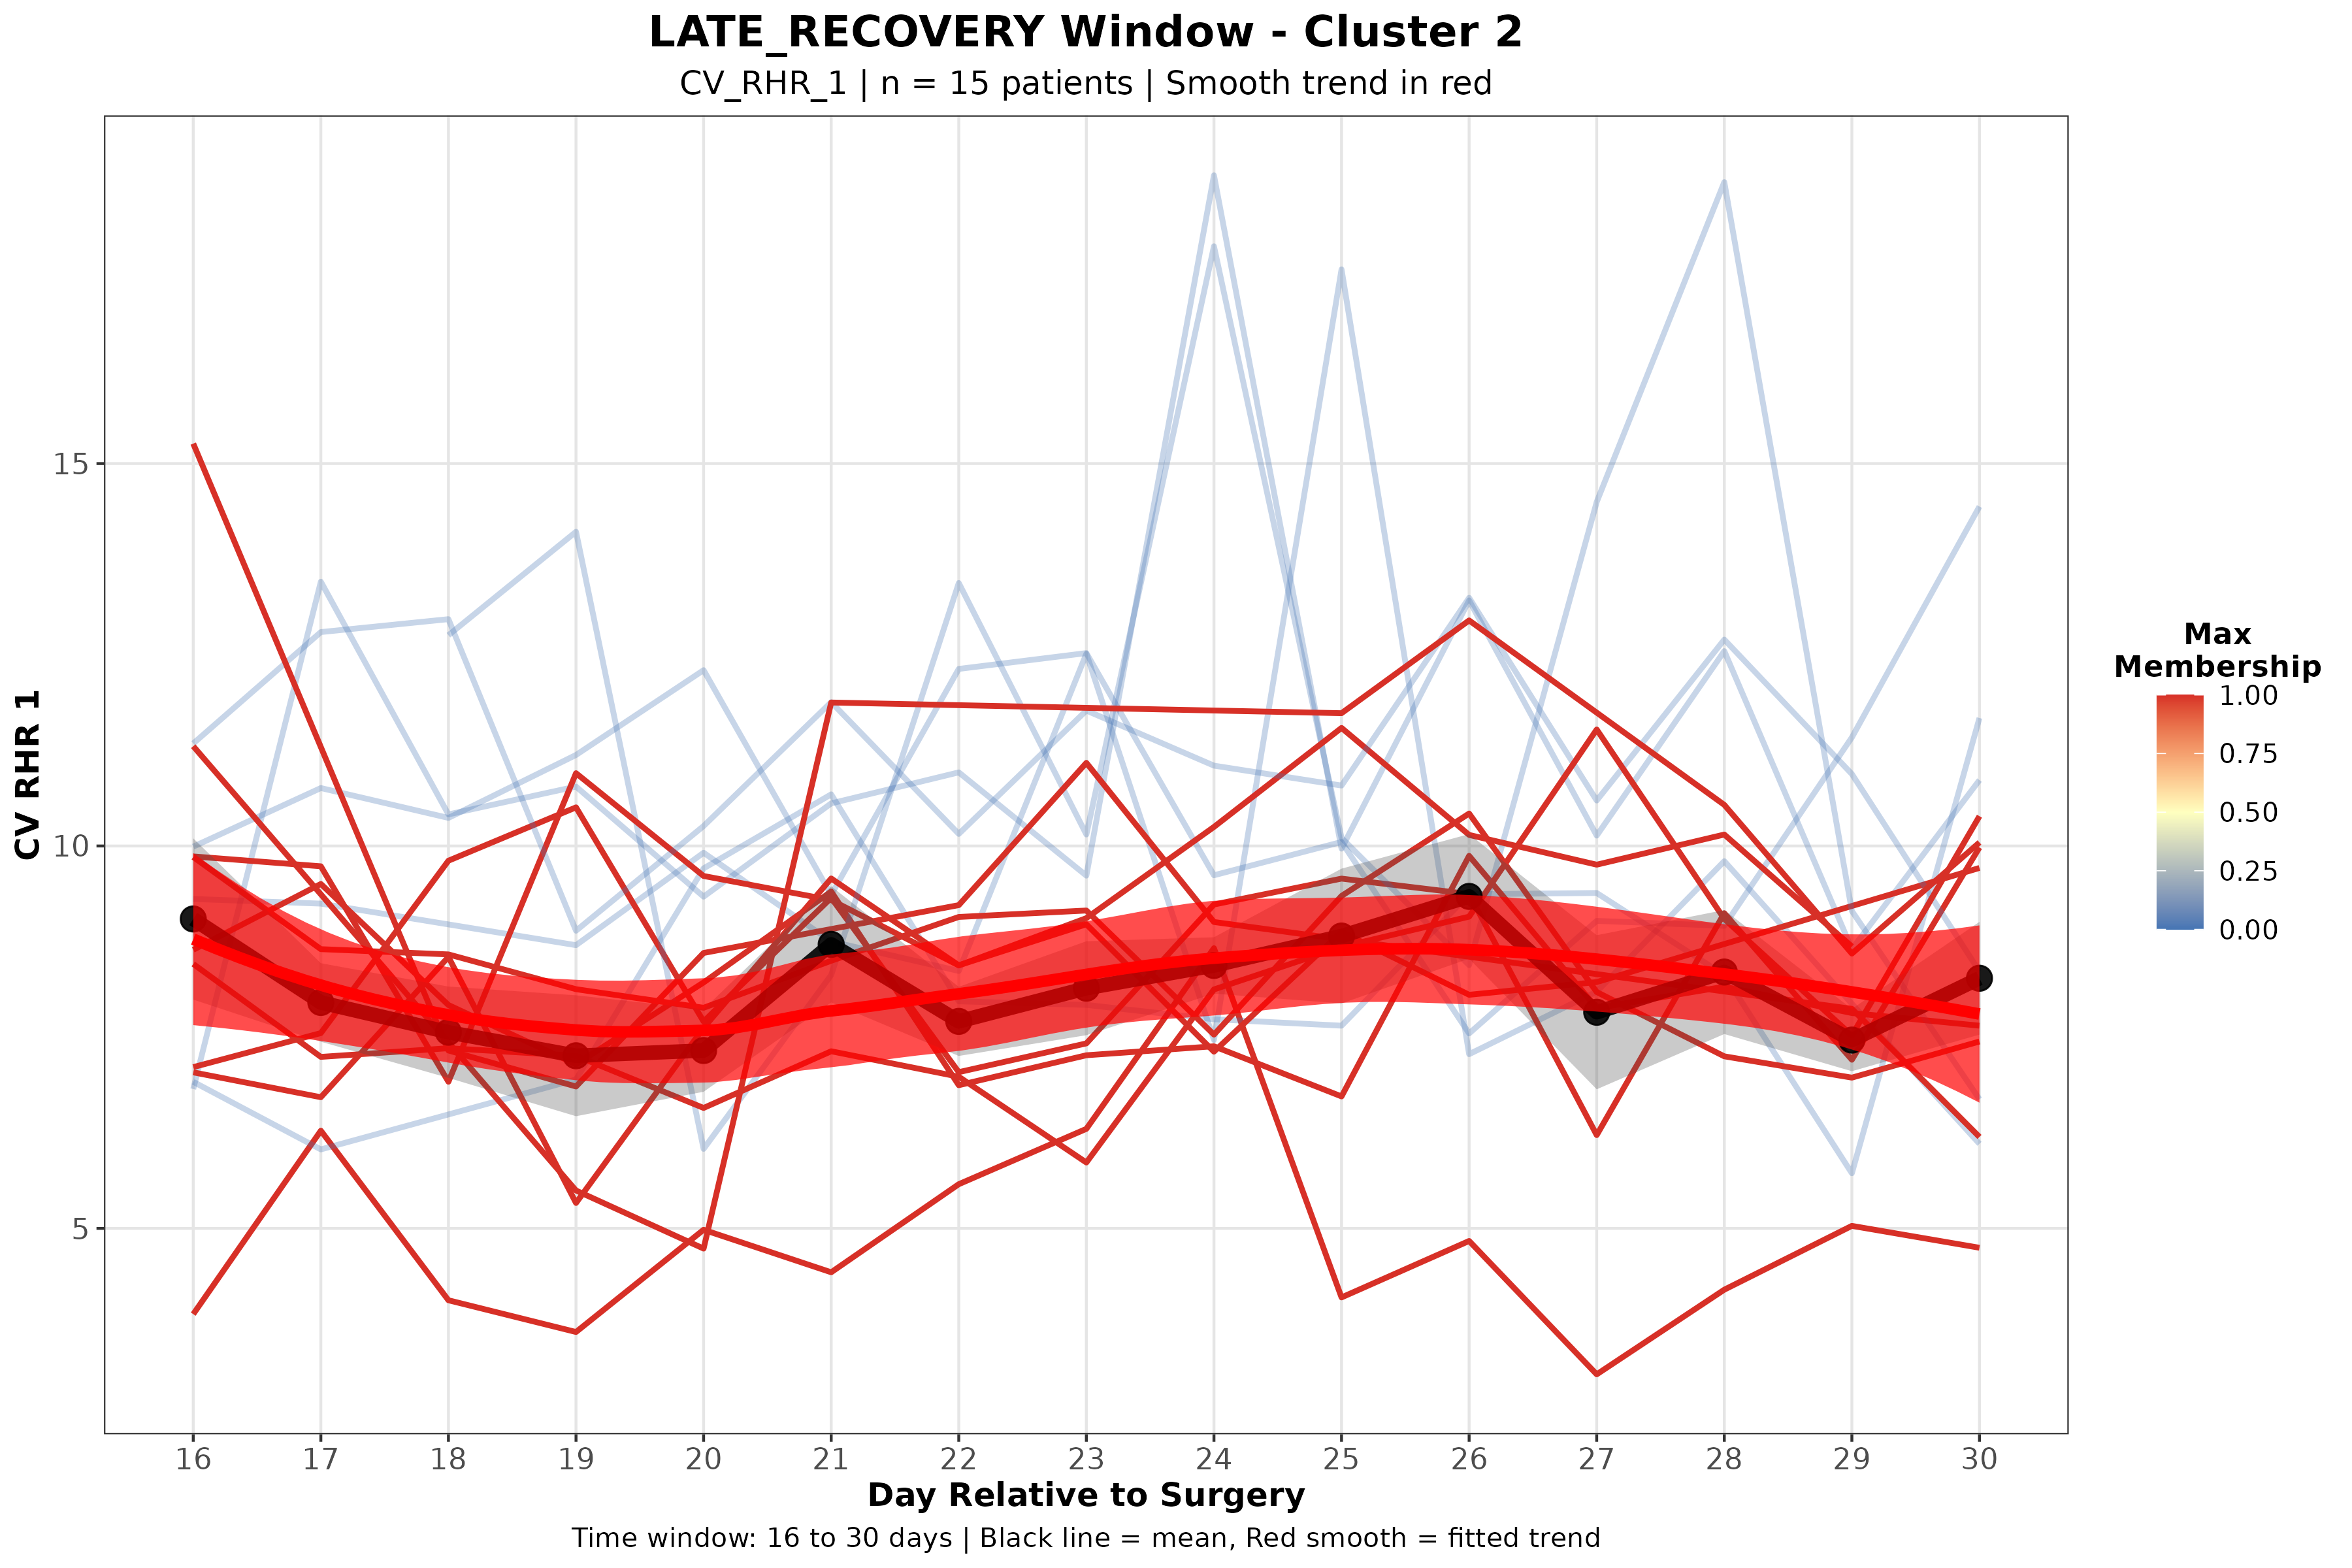 LATE_RECOVERY Window - Cluster 2
CV_RHR_1 | n = 15 patients | Smooth trend in red
CV RHR 1
15
10
5
16 17 18 19 20 21 22 23 24 25 26 27 28 29 30
Day Relative to Surgery
Time window: 16 to 30 days | Black line = mean, Red smooth = fitted trend
Max
Membership
1.00
0.75
0.50
0.25
0.00